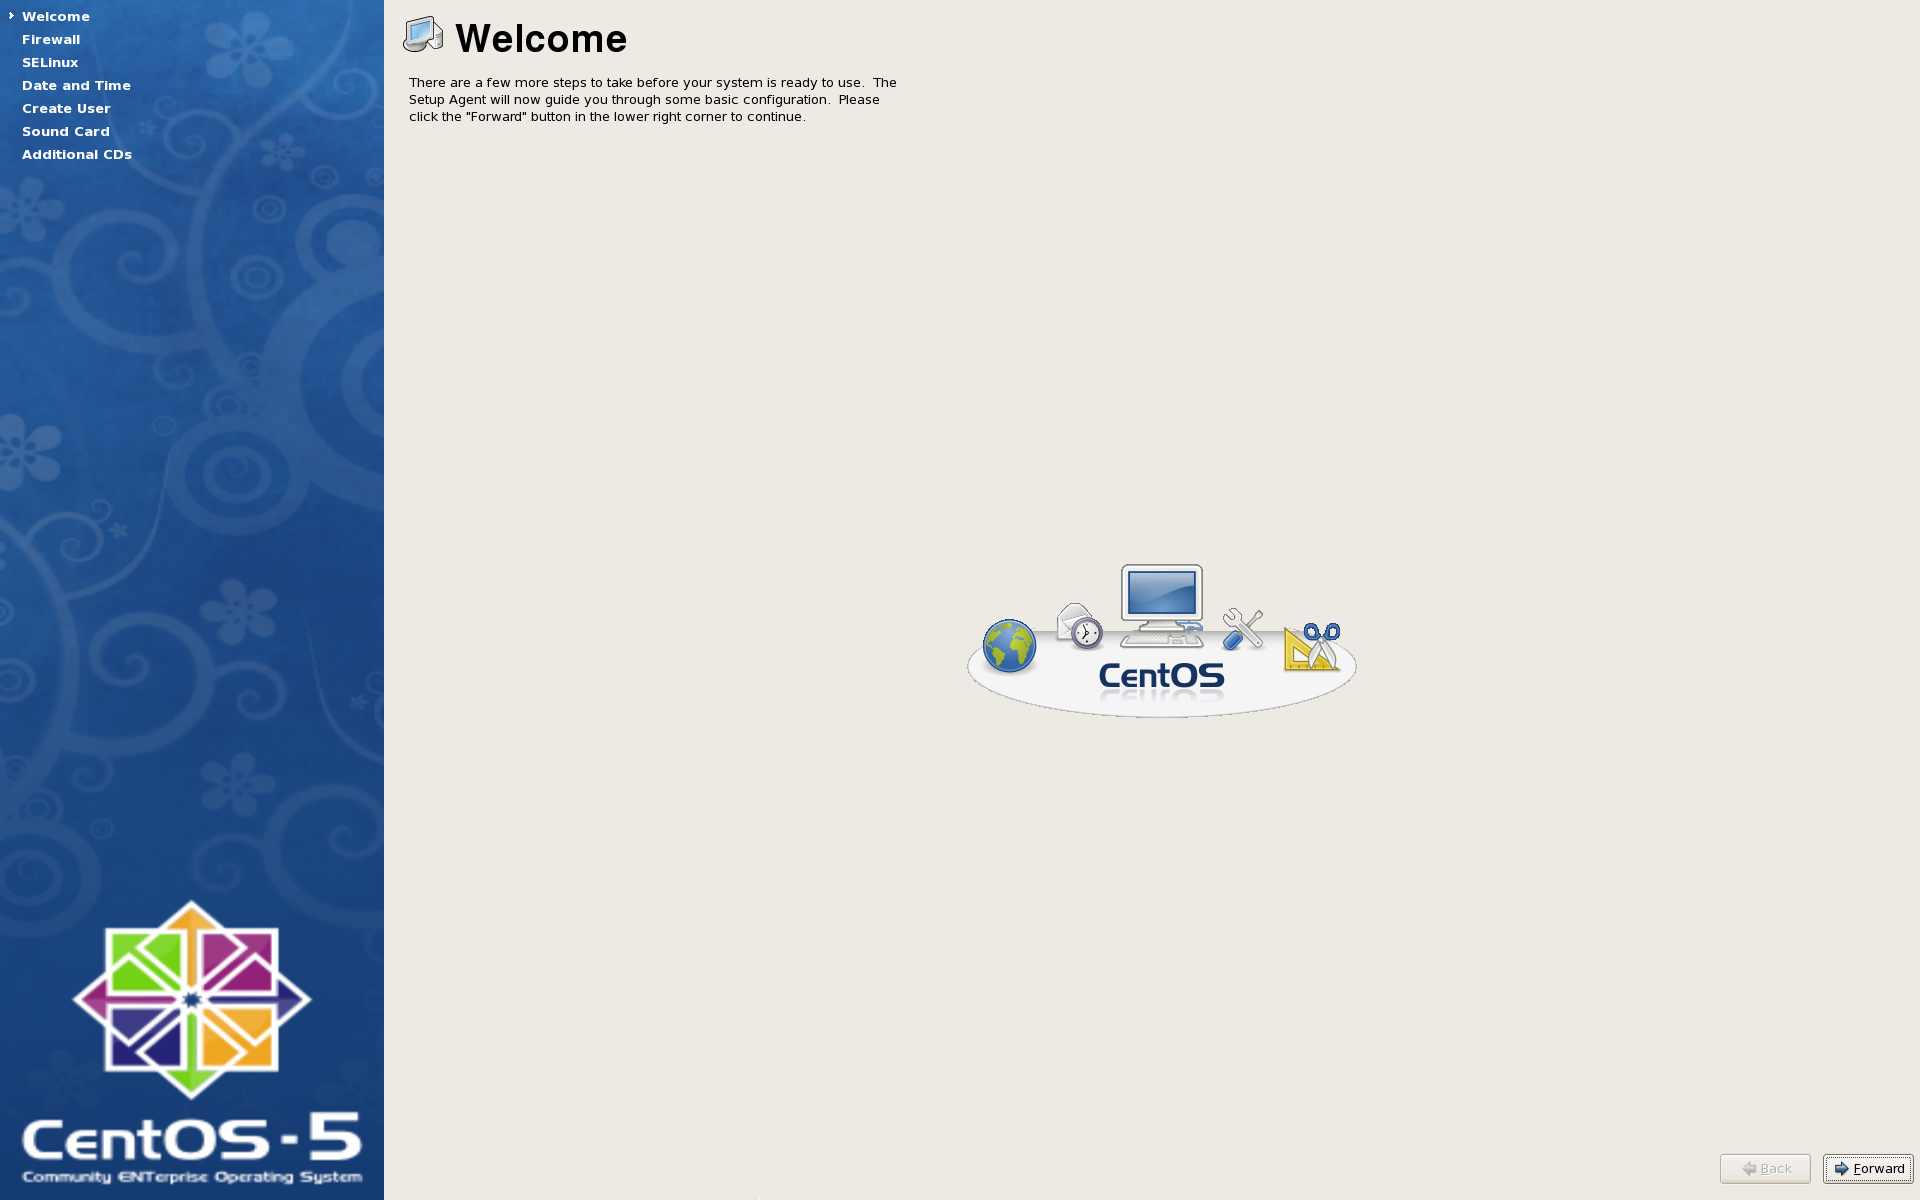 Welcome
Firewall
SELinux
Date and Time
Create User
Sound Card
Additional CDs
Welcome
There are a few more steps to take before your system is ready to use.  The
Setup Agent will now guide you through some basic configuration.  Please
click the "Forward" button in the lower right corner to continue.
CentOS
CentOS-5
Community ENTerprise Operating System
Back
Forward